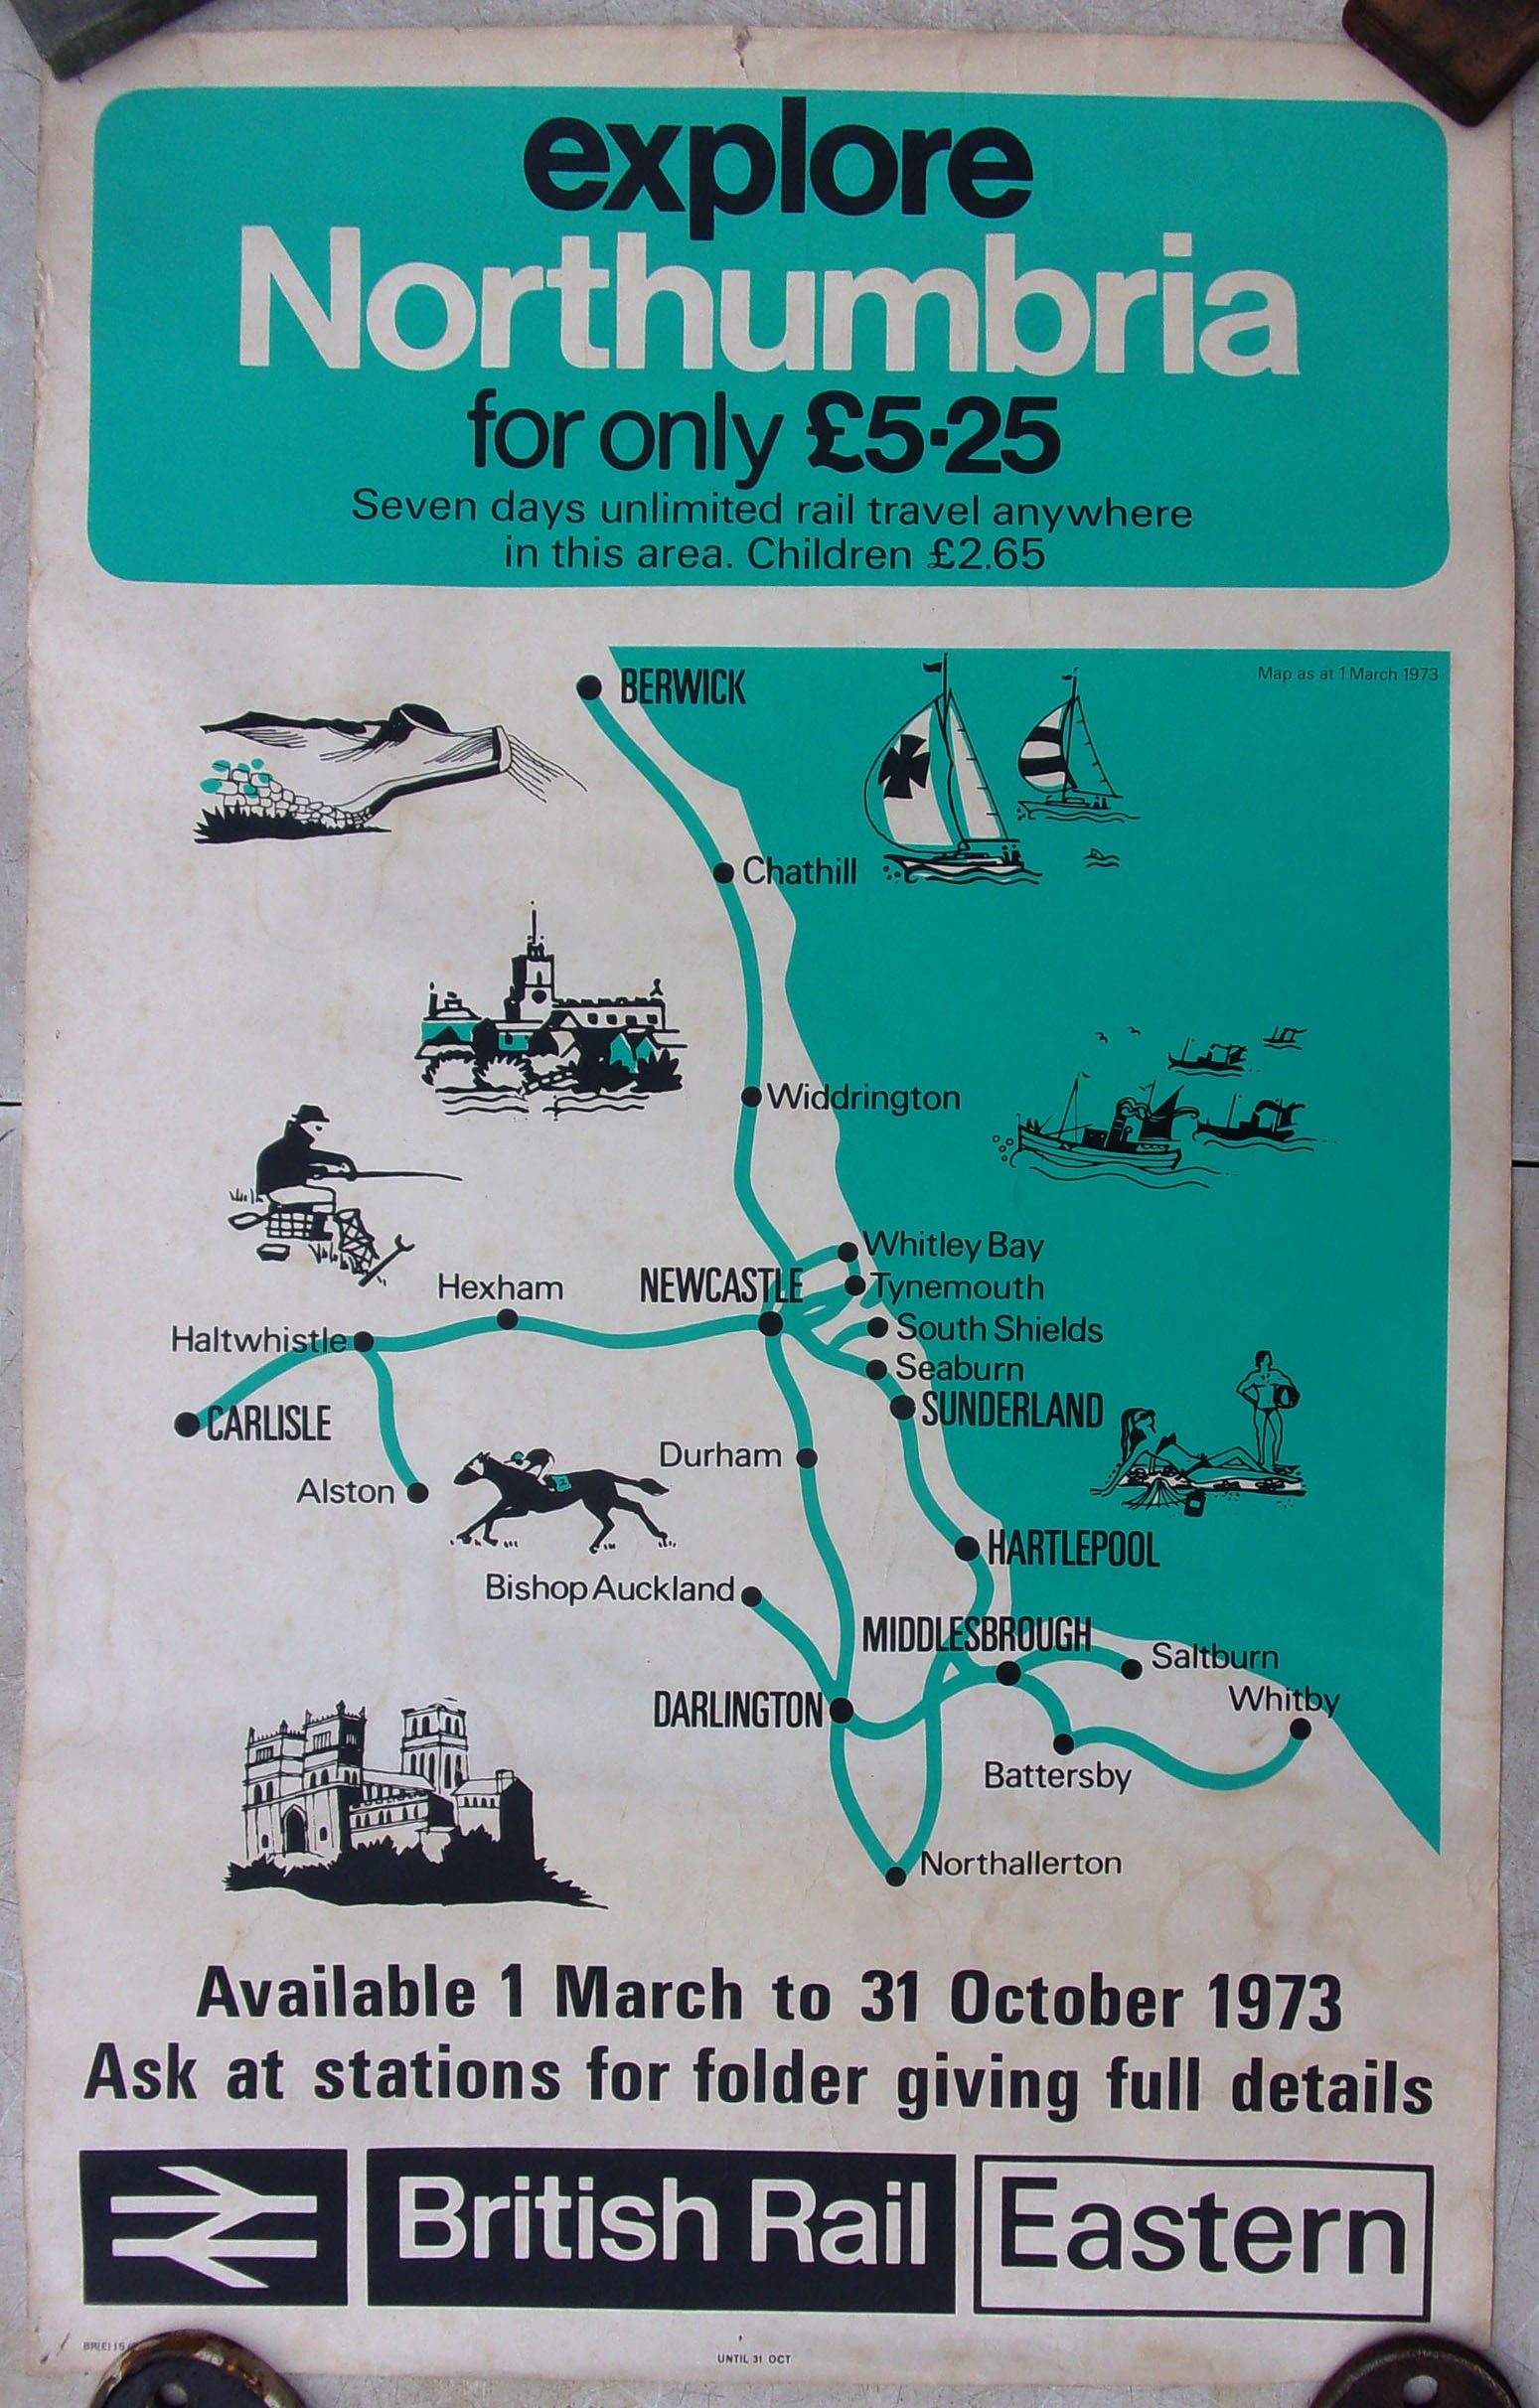 explore
Northumbria
for only £5·25
Seven days unlimited rail travel anywhere
in this area. Children £2.65
Map as at 1 March 1973
BERWICK
Chathill
Widdrington
Whitley Bay
NEWCASTLE
Tynemouth
Hexham
South Shields
Haltwhistle
Seaburn
CARLISLE
SUNDERLAND
Durham
Alston
HARTLEPOOL
Bishop Auckland
MIDDLESBROUGH
Saltburn
Whitby
DARLINGTON
Battersby
Northallerton
Available 1 March to 31 October 1973
Ask at stations for folder giving full details
British Rail
Eastern
UNTIL 31 OCT